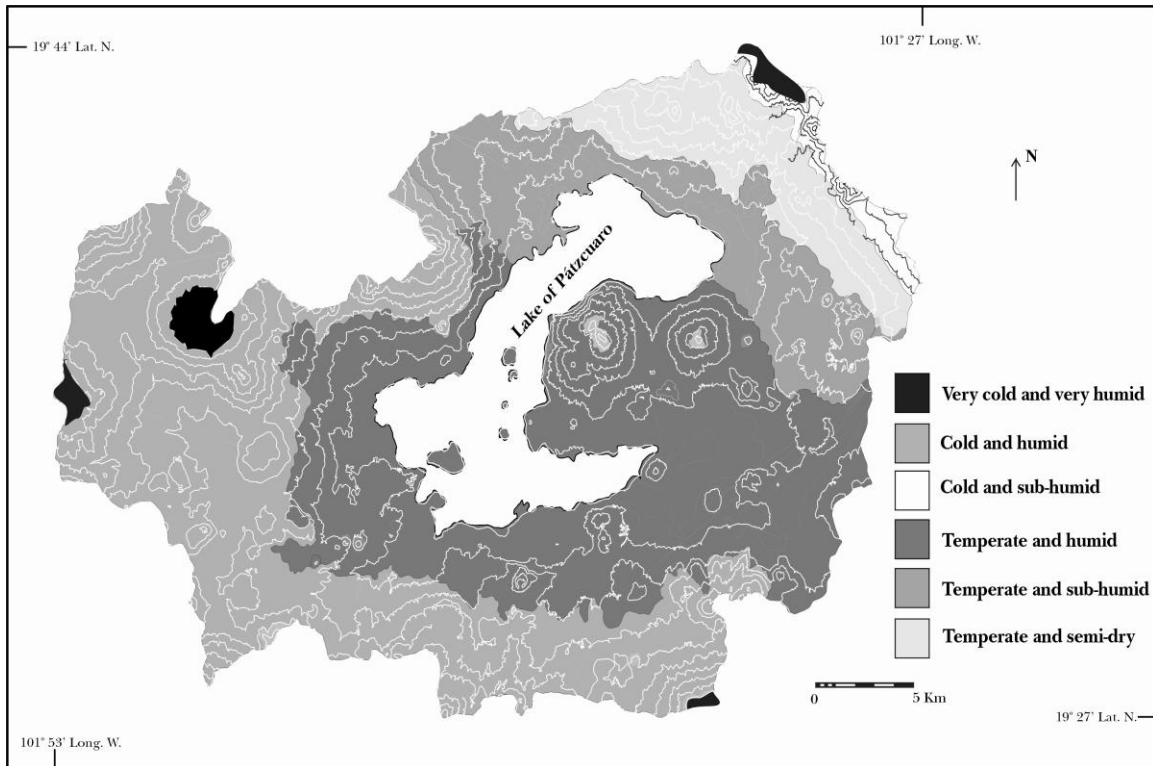 19° 44' Lat. N.
101° 27' Long. W.
N
Lake of Pátzcuaro
Very cold and very humid
Cold and humid
Cold and sub-humid
Temperate and humid
Temperate and sub-humid
Temperate and semi-dry
0 5 Km
19° 27' Lat. N.
101° 53' Long. W.